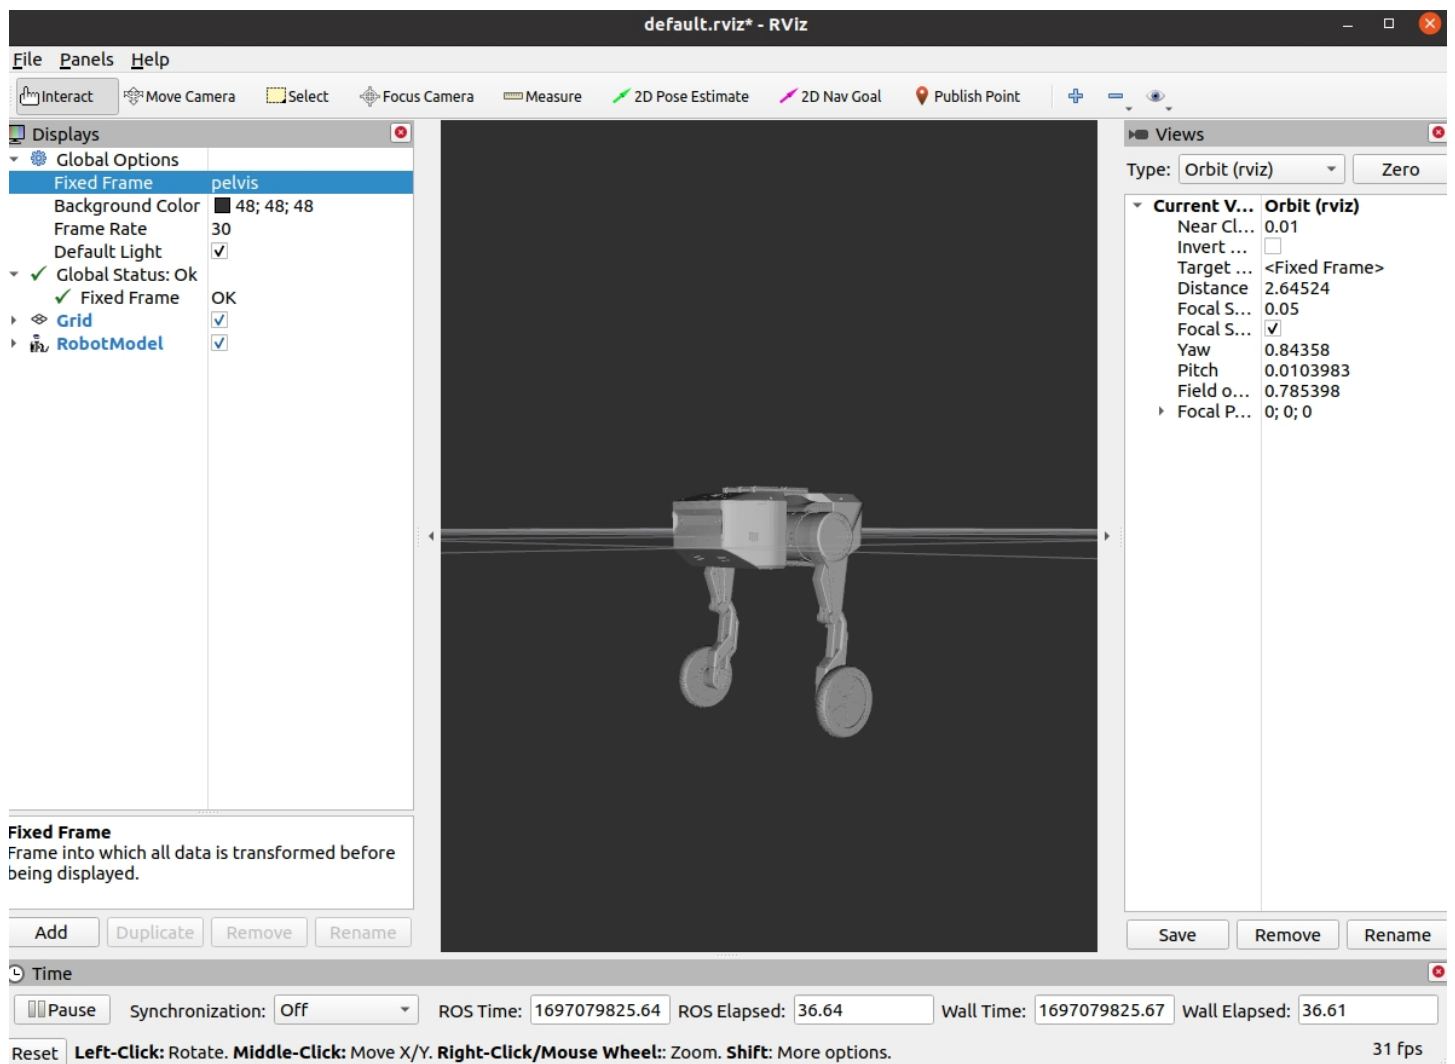 default.rviz* - RViz
File Panels Help
Interact Move Camera Select Focus Camera Measure 2D Pose Estimate 2D Nav Goal Publish Point
Displays
Global Options
Fixed Frame pelvis
Background Color 48; 48; 48
Frame Rate 30
Default Light
Global Status: Ok
Fixed Frame OK
Grid
RobotModel
Fixed Frame
Frame into which all data is transformed before
being displayed.
Add Duplicate Remove Rename
Views
Type: Orbit (rviz) Zero
Current V... Orbit (rviz)
Near Cl... 0.01
Invert ...
Target ... <Fixed Frame>
Distance 2.64524
Focal S... 0.05
Focal S...
Yaw 0.84358
Pitch 0.0103983
Field o... 0.785398
Focal P... 0; 0; 0
Save Remove Rename
Time
Pause Synchronization: Off ROS Time: 1697079825.64 ROS Elapsed: 36.64 Wall Time: 1697079825.67 Wall Elapsed: 36.61
Reset Left-Click: Rotate. Middle-Click: Move X/Y. Right-Click/Mouse Wheel:: Zoom. Shift: More options. 31 fps